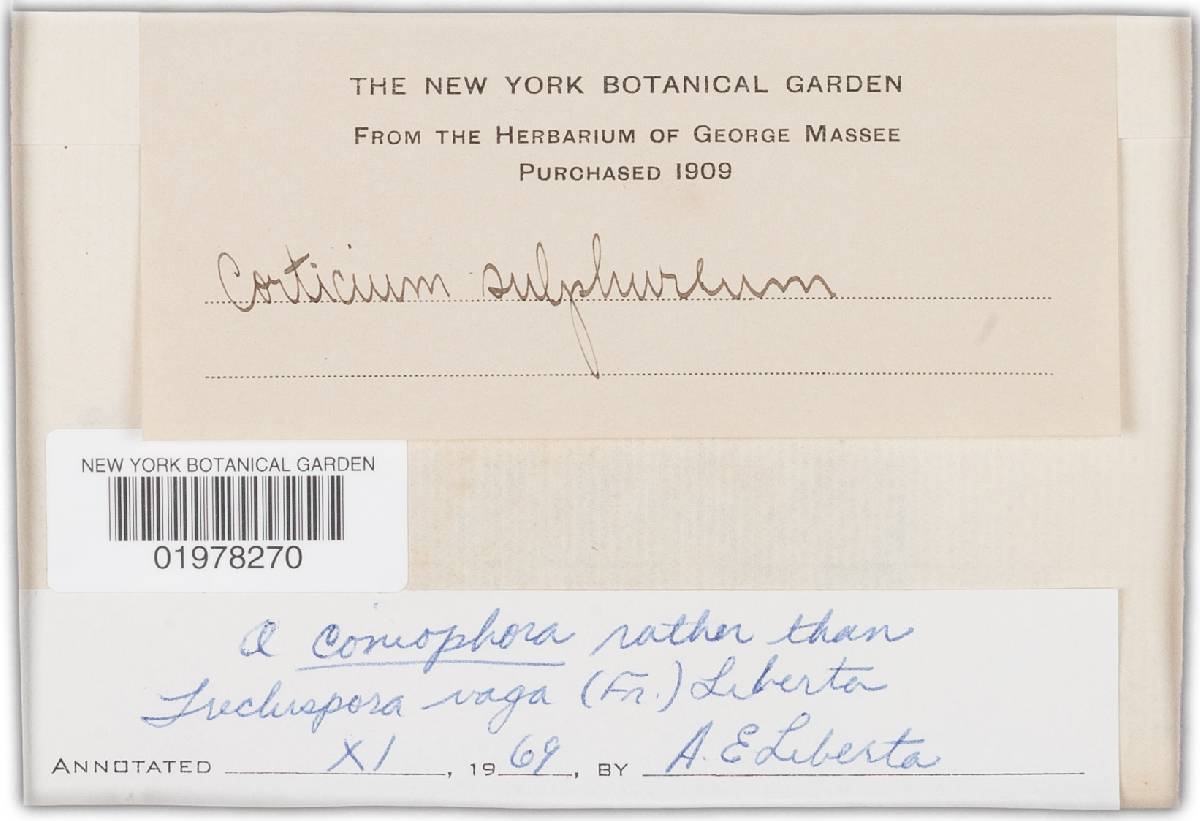 THE NEW YORK BOTANICAL GARDEN
FROM THE HERBARIUM OF GEORGE MASSEE
PURCHASED 1909
Corticium sulphureum
NEW YORK BOTANICAL GARDEN
01978270
A Coniophora rather than
Trechispora vaga (Fr.) Liberta
ANNOTATED XI, 1969, BY A. E Liberta